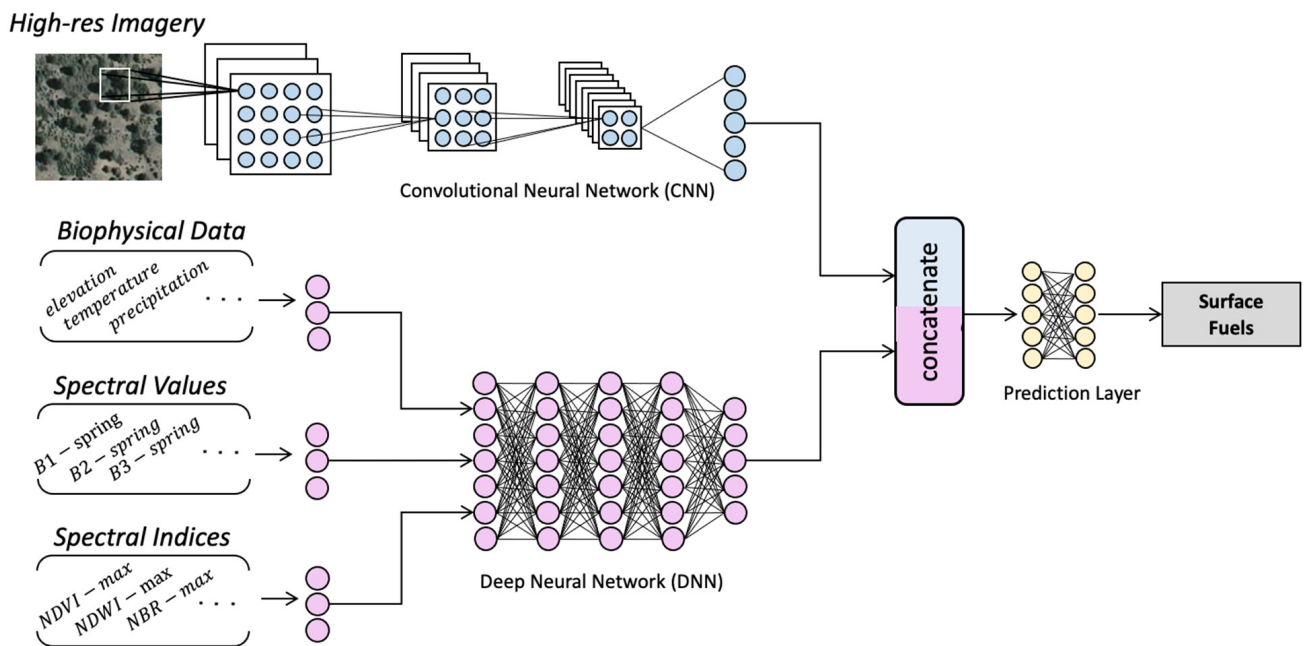 High-res Imagery
Convolutional Neural Network (CNN)
Biophysical Data
elevation
temperature
precipitation
. . .
Spectral Values
B1 − spring
B2 − spring
B3 − spring
. . .
Spectral Indices
NDVI − max
NDWI − max
NBR − max
. . .
Deep Neural Network (DNN)
concatenate
Prediction Layer
Surface
Fuels